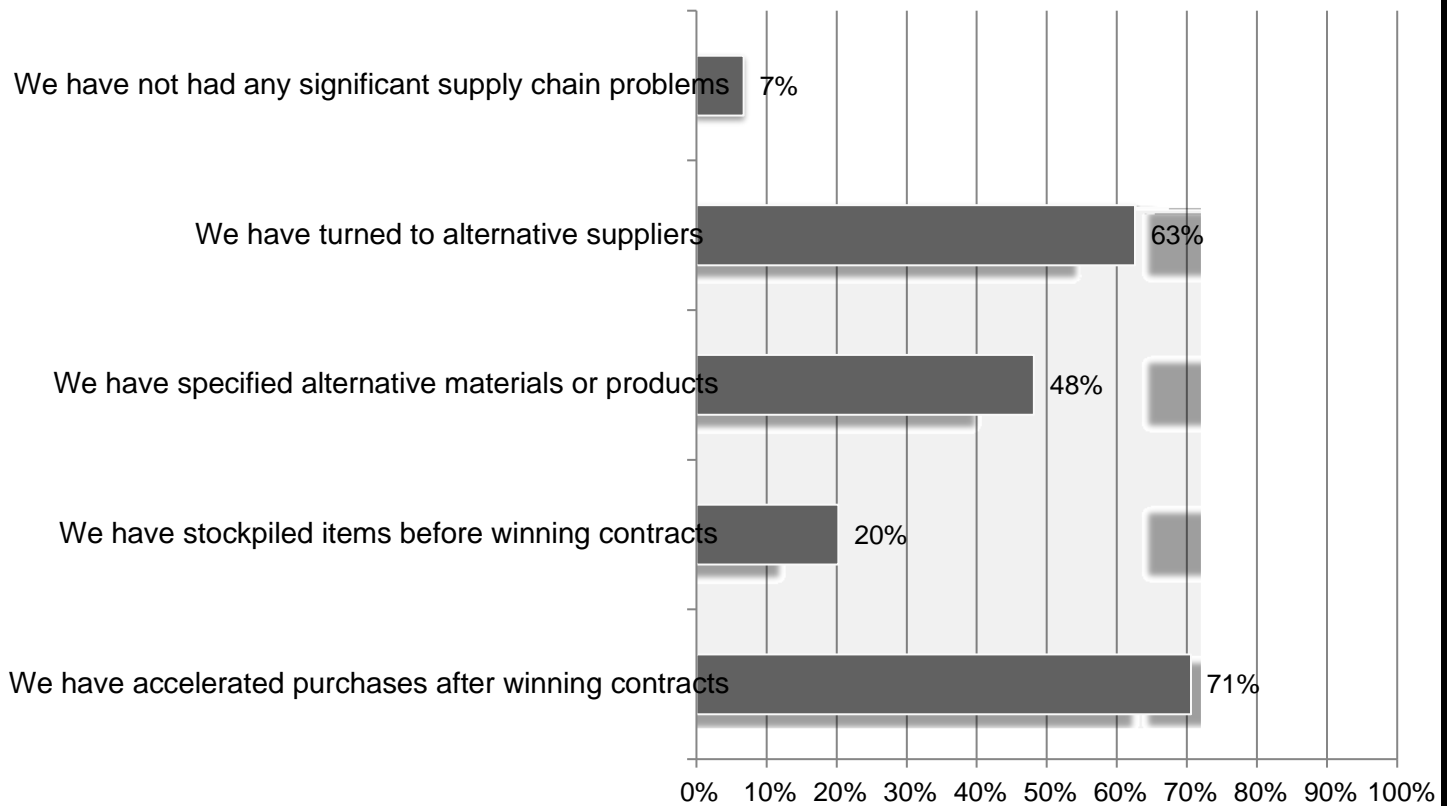 We have not had any significant supply chain problems 7%
We have turned to alternative suppliers 63%
We have specified alternative materials or products 48%
We have stockpiled items before winning contracts 20%
We have accelerated purchases after winning contracts 71%
0% 10% 20% 30% 40% 50% 60% 70% 80% 90% 100%